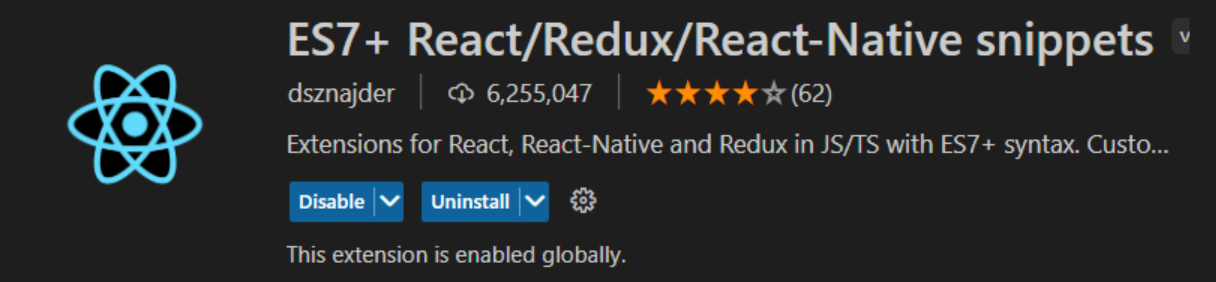 ES7+ React/Redux/React-Native snippets v
dsznajder 6,255,047 (62)
Extensions for React, React-Native and Redux in JS/TS with ES7+ syntax. Custo...
Disable Uninstall
This extension is enabled globally.